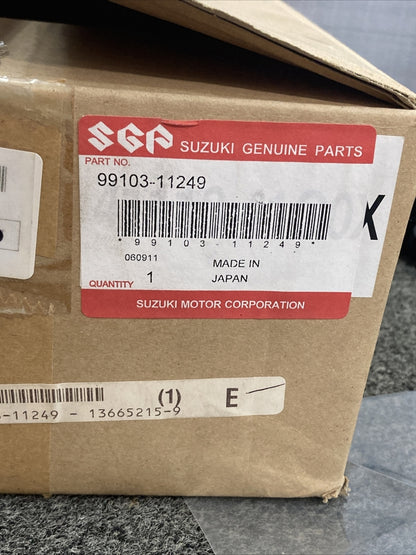 SGP SUZUKI GENUINE PARTS
PART NO.
99103-11249
*99103-11249*
060911
MADE IN
JAPAN
QUANTITY 1
SUZUKI MOTOR CORPORATION
X
(1) E
-11249 - 13665215-9